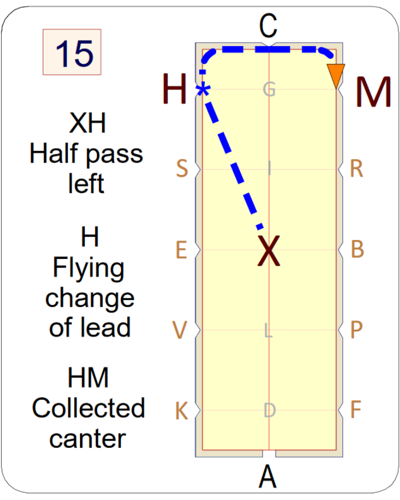 15
XH
Half pass
left
H
Flying
change
of lead
HM
Collected
canter
C
H
G
M
S
I
R
E
X
B
V
L
P
K
D
F
A